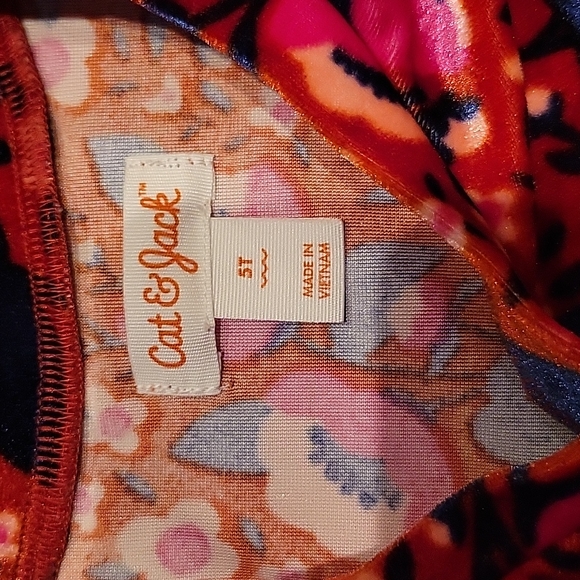 Cat & Jack™
5T
MADE IN
VIETNAM